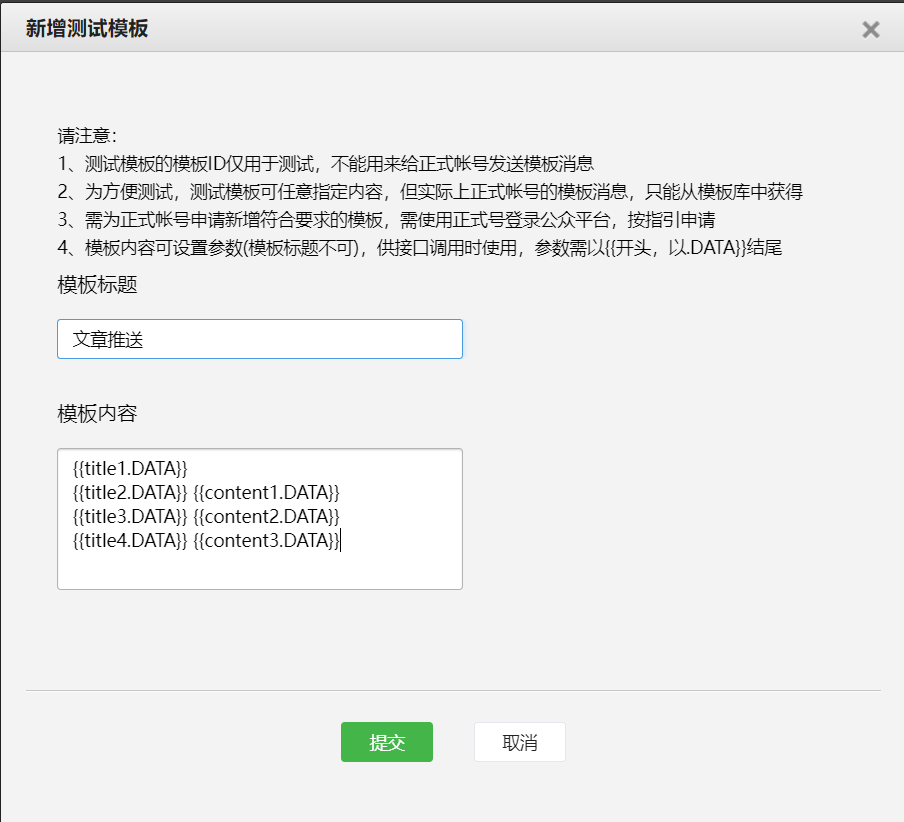 新增测试模板
请注意：
1、测试模板的模板ID仅用于测试，不能用来给正式帐号发送模板消息
2、为方便测试，测试模板可任意指定内容，但实际上正式帐号的模板消息，只能从模板库中获得
3、需为正式帐号申请新增符合要求的模板，需使用正式号登录公众平台，按指引申请
4、模板内容可设置参数(模板标题不可)，供接口调用时使用，参数需以{{开头，以.DATA}}结尾
模板标题
文章推送
模板内容
{{title1.DATA}}
{{title2.DATA}} {{content1.DATA}}
{{title3.DATA}} {{content2.DATA}}
{{title4.DATA}} {{content3.DATA}}
提交 取消